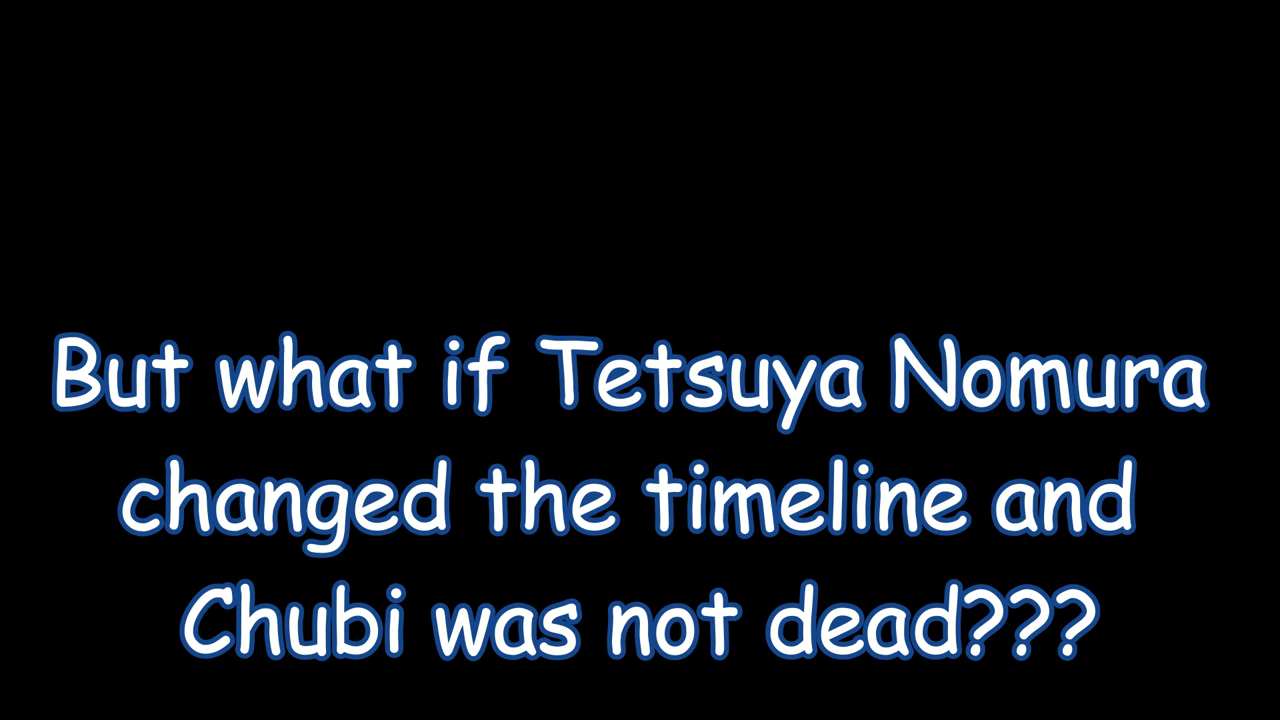 But what if Tetsuya Nomura
changed the timeline and
Chubi was not dead???